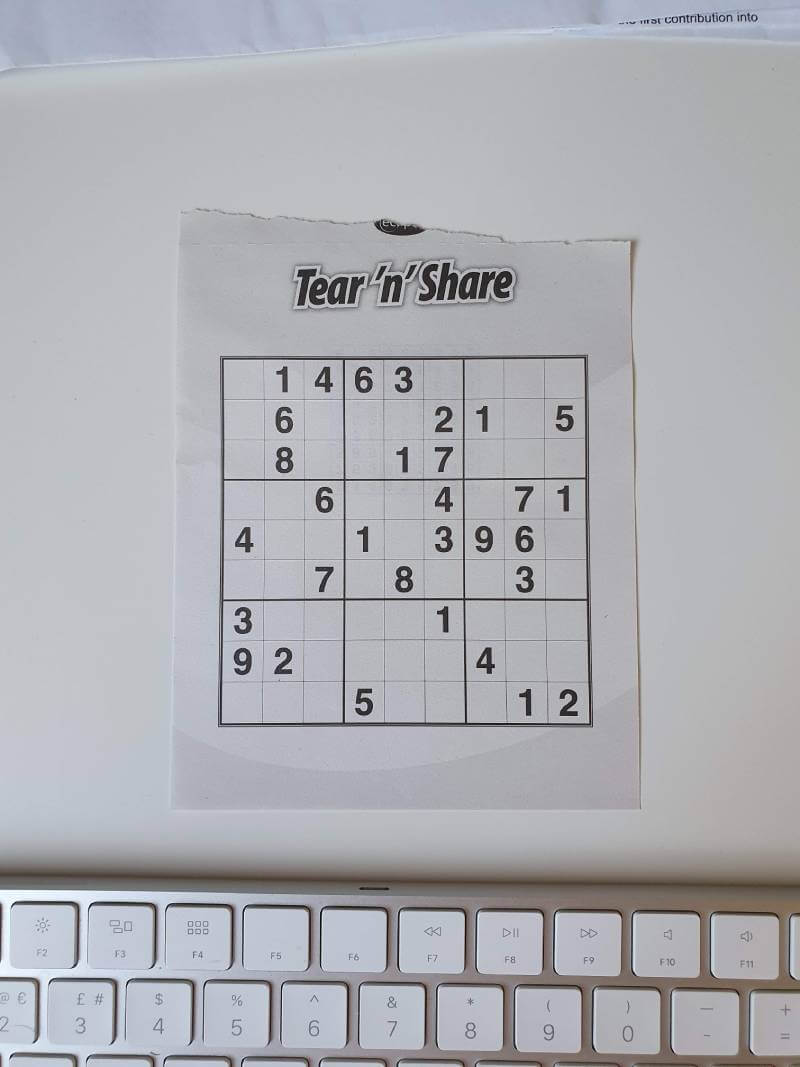 first contribution into
Tear 'n' Share
1 4 6 3
6 2 1 5
8 1 7
6 4 7 1
4 1 3 9 6
7 8 3
3 1
9 2 4
5 1 2
F2 F3 F4 F5 F6 F7 F8 F9 F10 F11
@ € £ # $ % ^ & * ( ) — +
2 3 4 5 6 7 8 9 0 - =